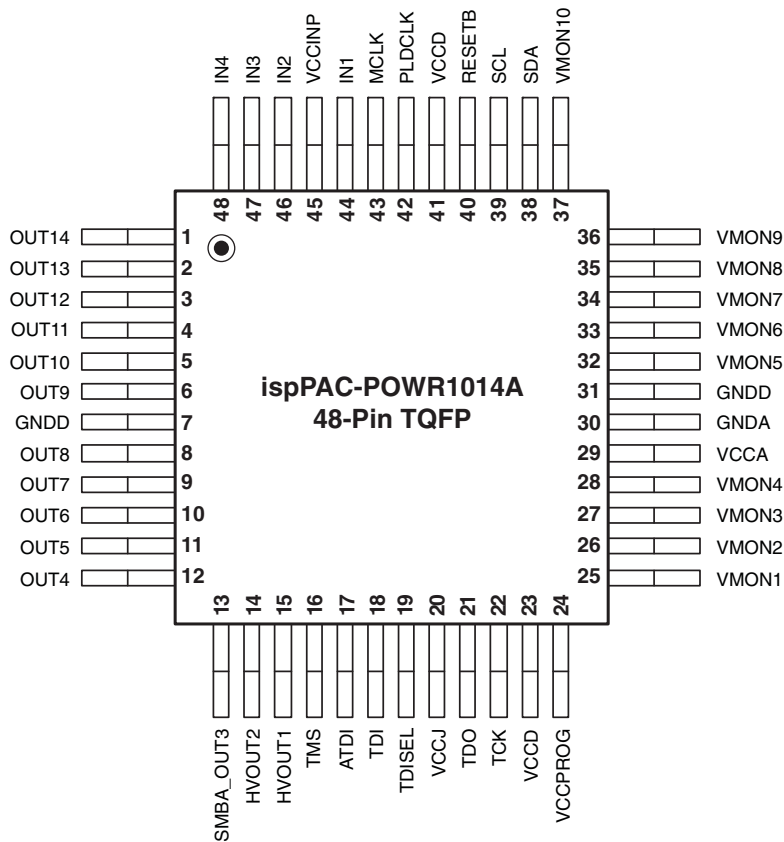 IN4
IN3
IN2
VCCINP
IN1
MCLK
PLDCLK
VCCD
RESETB
SCL
SDA
VMON10
48
47
46
45
44
43
42
41
40
39
38
37
OUT14 1
OUT13 2
OUT12 3
OUT11 4
OUT10 5
OUT9 6
GNDD 7
OUT8 8
OUT7 9
OUT6 10
OUT5 11
OUT4 12
ispPAC-POWR1014A
48-Pin TQFP
36 VMON9
35 VMON8
34 VMON7
33 VMON6
32 VMON5
31 GNDD
30 GNDA
29 VCCA
28 VMON4
27 VMON3
26 VMON2
25 VMON1
13
14
15
16
17
18
19
20
21
22
23
24
SMBA_OUT3
HVOUT2
HVOUT1
TMS
ATDI
TDI
TDISEL
VCCJ
TDO
TCK
VCCD
VCCPROG